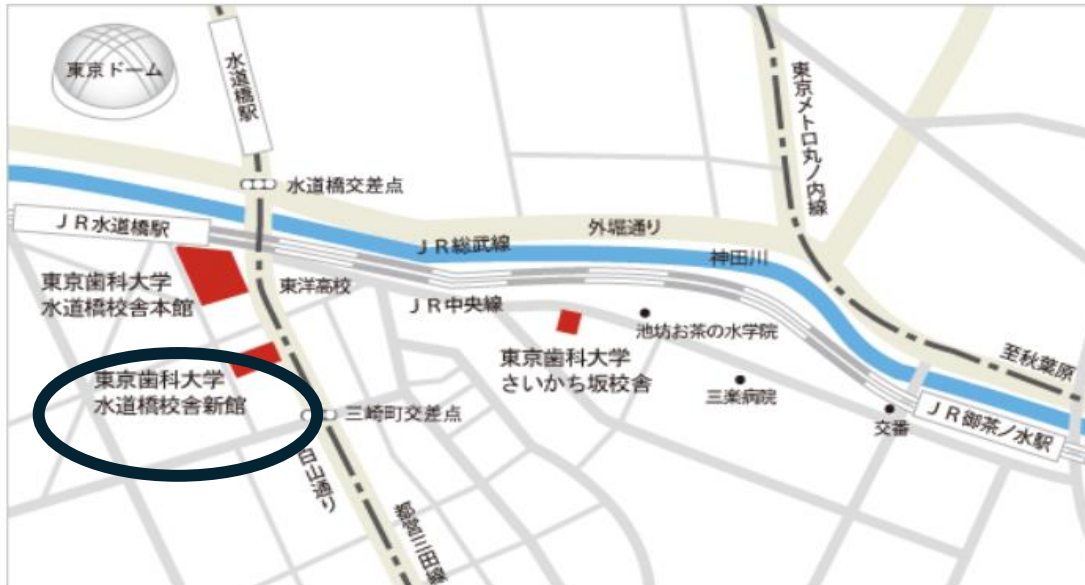 東京ドーム
水道橋駅
東京メトロ丸ノ内線
水道橋交差点
JR水道橋駅
外堀通り
JR総武線
神田川
東京歯科大学
水道橋校舎本館
東洋高校
JR中央線
池坊お茶の水学院
東京歯科大学
さいかち坂校舎
至秋葉原
東京歯科大学
水道橋校舎新館
三崎町交差点
三楽病院
交番
JR御茶ノ水駅
白山通り
都営三田線